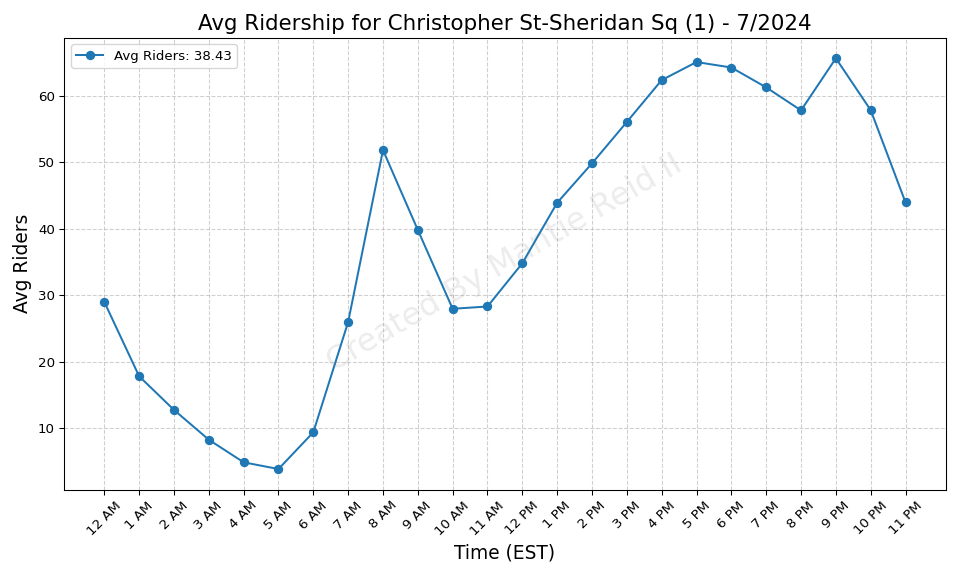 Avg Ridership for Christopher St-Sheridan Sq (1) - 7/2024
Avg Riders: 38.43
60
50
40
30
20
10
Avg Riders
Created By Mantie Reid II
12 AM
1 AM
2 AM
3 AM
4 AM
5 AM
6 AM
7 AM
8 AM
9 AM
10 AM
11 AM
12 PM
1 PM
2 PM
3 PM
4 PM
5 PM
6 PM
7 PM
8 PM
9 PM
10 PM
11 PM
Time (EST)